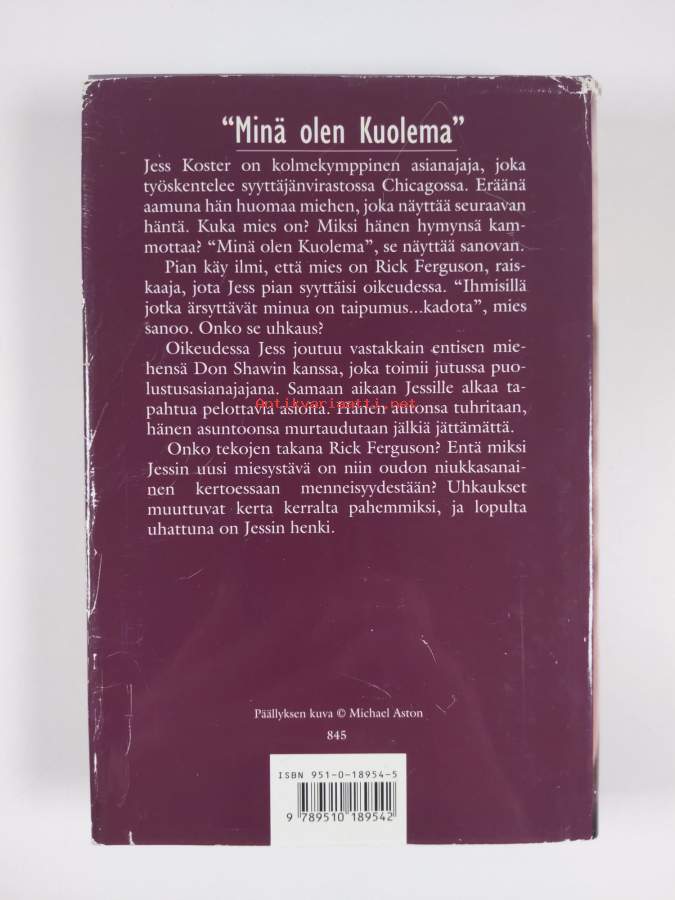 “Minä olen Kuolema”
Jess Koster on kolmekymppinen asianajaja, joka
työskentelee syyttäjänvirastossa Chicagossa. Eräänä
aamuna hän huomaa miehen, joka näyttää seuraavan
häntä. Kuka mies on? Miksi hänen hymynsä kam-
mottaa? “Minä olen Kuolema”, se näyttää sanovan.
Pian käy ilmi, että mies on Rick Ferguson, rais-
kaaja, jota Jess pian syyttäisi oikeudessa. “Ihmisillä
jotka ärsyttävät minua on taipumus...kadota”, mies
sanoo. Onko se uhkaus?
Oikeudessa Jess joutuu vastakkain entisen mie-
hensä Don Shawin kanssa, joka toimii jutussa puo-
lustusasianajajana. Samaan aikaan Jessille alkaa ta-
pahtua pelottavia asioita. Hänen autonsa tuhritaan,
Antikvariaatti.net
hänen asuntoonsa murtaudutaan jälkiä jättämättä.
Onko tekojen takana Rick Ferguson? Entä miksi
Jessin uusi miesystävä on niin oudon niukkasanai-
nen kertoessaan menneisyydestään? Uhkaukset
muuttuvat kerta kerralta pahemmiksi, ja lopulta
uhattuna on Jessin henki.
Päällyksen kuva © Michael Aston
845
ISBN 951-0-18954-5
9 789510 189542